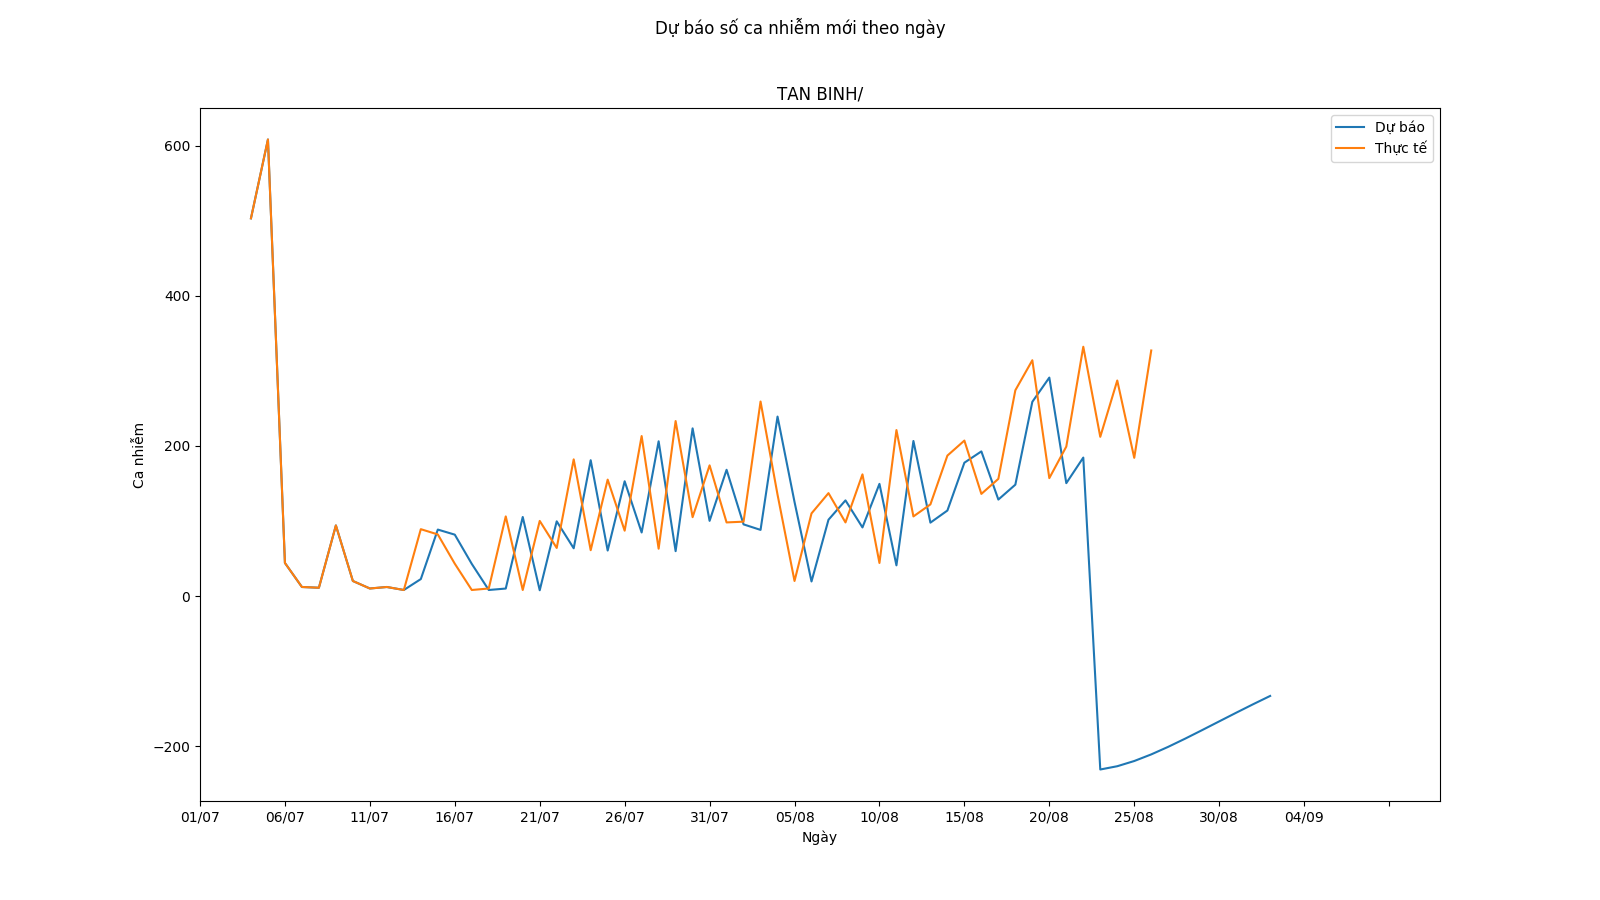 Dự báo số ca nhiễm mới theo ngày
TAN BINH/
Dự báo
Thực tế
600
400
200
0
−200
Ca nhiễm
01/07 06/07 11/07 16/07 21/07 26/07 31/07 05/08 10/08 15/08 20/08 25/08 30/08 04/09
Ngày